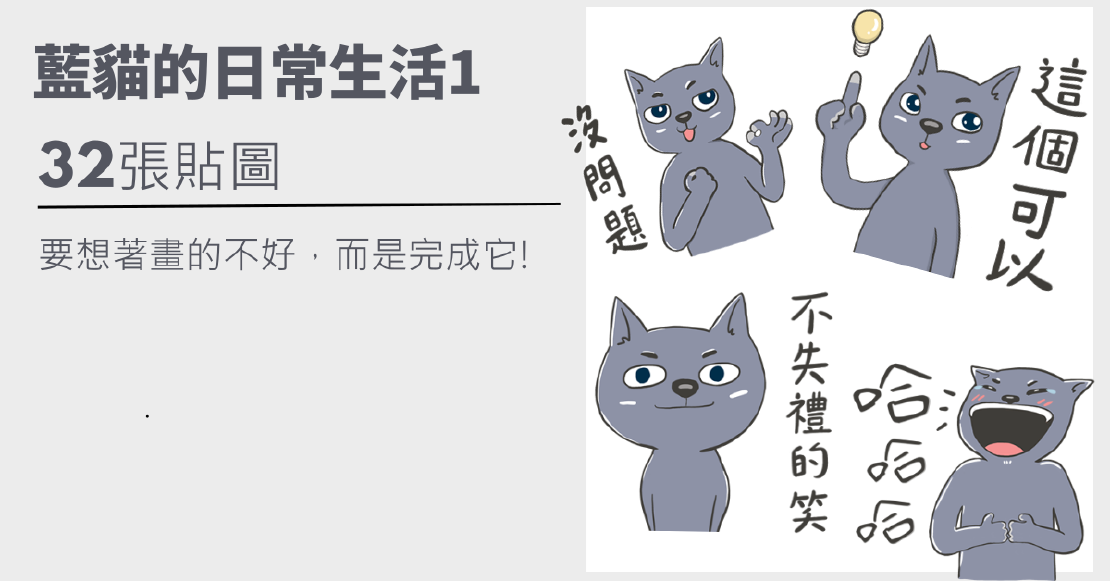 藍貓的日常生活1
32張貼圖
要想著畫的不好，而是完成它!
沒問題
這個可以
不失禮的笑
哈哈哈